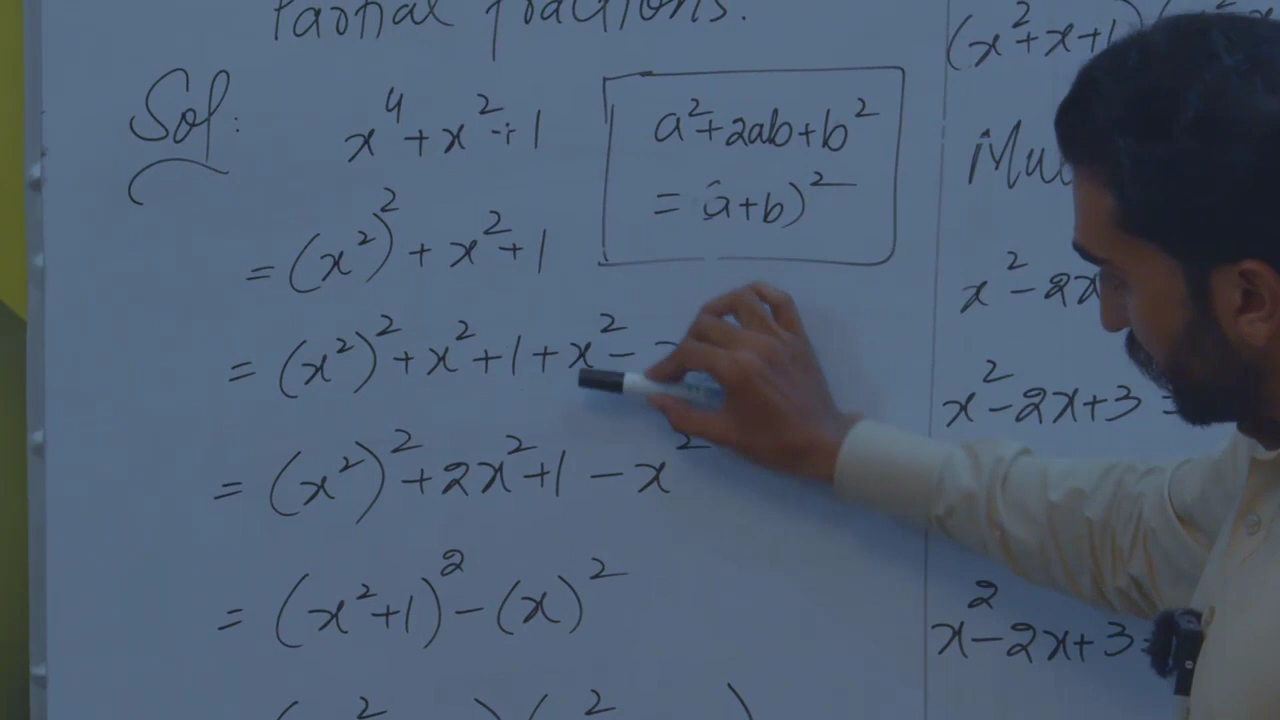 Partial fractions.
Sol:
x⁴ + x² + 1
= (x²)² + x² + 1
= (x²)² + x² + 1 + x² -
= (x²)² + 2x² + 1 - x²
= (x² + 1)² - (x)²
a² + 2ab + b²
= a + b)²
(x² + x + 1)
x² - 2x
x² - 2x + 3 =
x² - 2x + 3